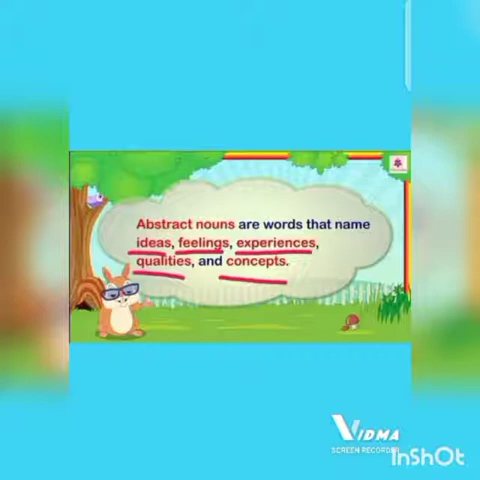 Abstract nouns are words that name
ideas, feelings, experiences,
qualities, and concepts.
VIDMA
SCREEN RECORDER
InShOt